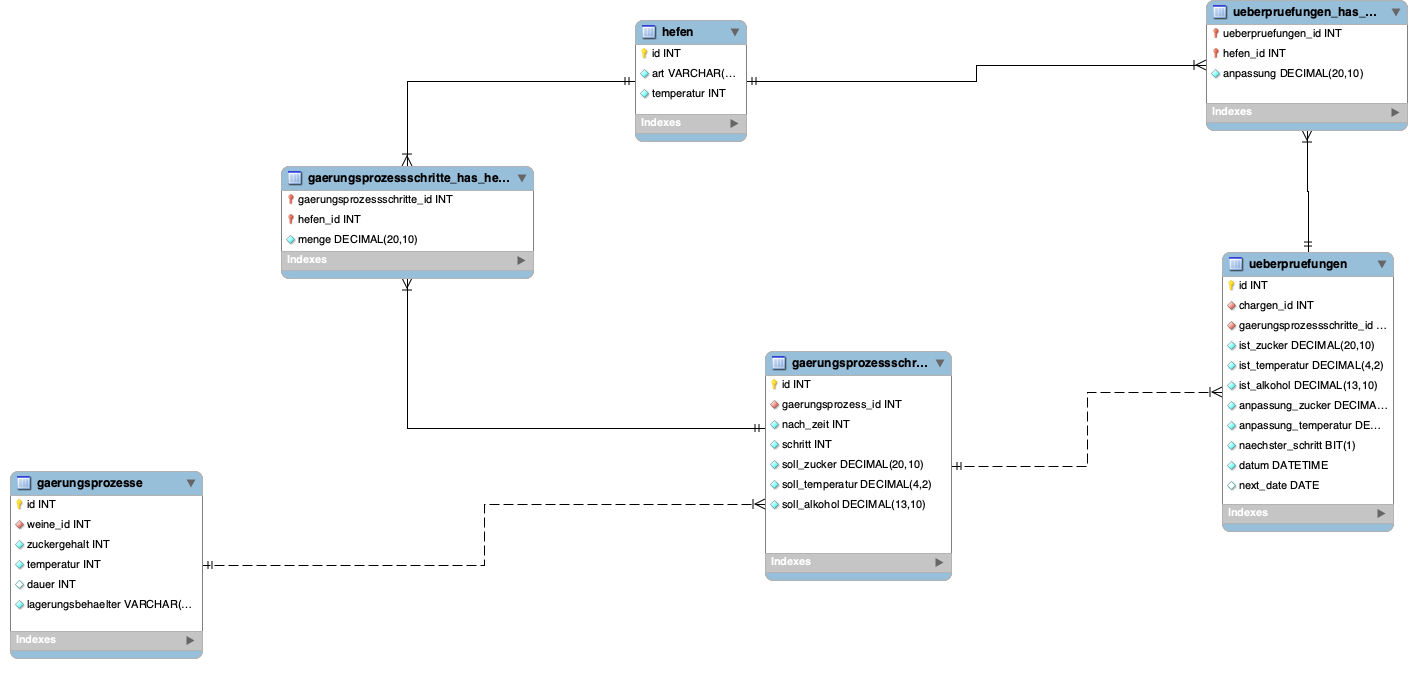 hefen
id INT
art VARCHAR(...
temperatur INT
Indexes
ueberpruefungen_has_...
ueberpruefungen_id INT
hefen_id INT
anpassung DECIMAL(20,10)
Indexes
gaerungsprozessschritte_has_he...
gaerungsprozessschritte_id INT
hefen_id INT
menge DECIMAL(20,10)
Indexes
ueberpruefungen
id INT
chargen_id INT
gaerungsprozessschritte_id ...
ist_zucker DECIMAL(20,10)
ist_temperatur DECIMAL(4,2)
ist_alkohol DECIMAL(13,10)
anpassung_zucker DECIMA...
anpassung_temperatur DE...
naechster_schritt BIT(1)
datum DATETIME
next_date DATE
Indexes
gaerungsprozessschr...
id INT
gaerungsprozess_id INT
nach_zeit INT
schritt INT
soll_zucker DECIMAL(20,10)
soll_temperatur DECIMAL(4,2)
soll_alkohol DECIMAL(13,10)
Indexes
gaerungsprozesse
id INT
weine_id INT
zuckergehalt INT
temperatur INT
dauer INT
lagerungsbehaelter VARCHAR(...
Indexes